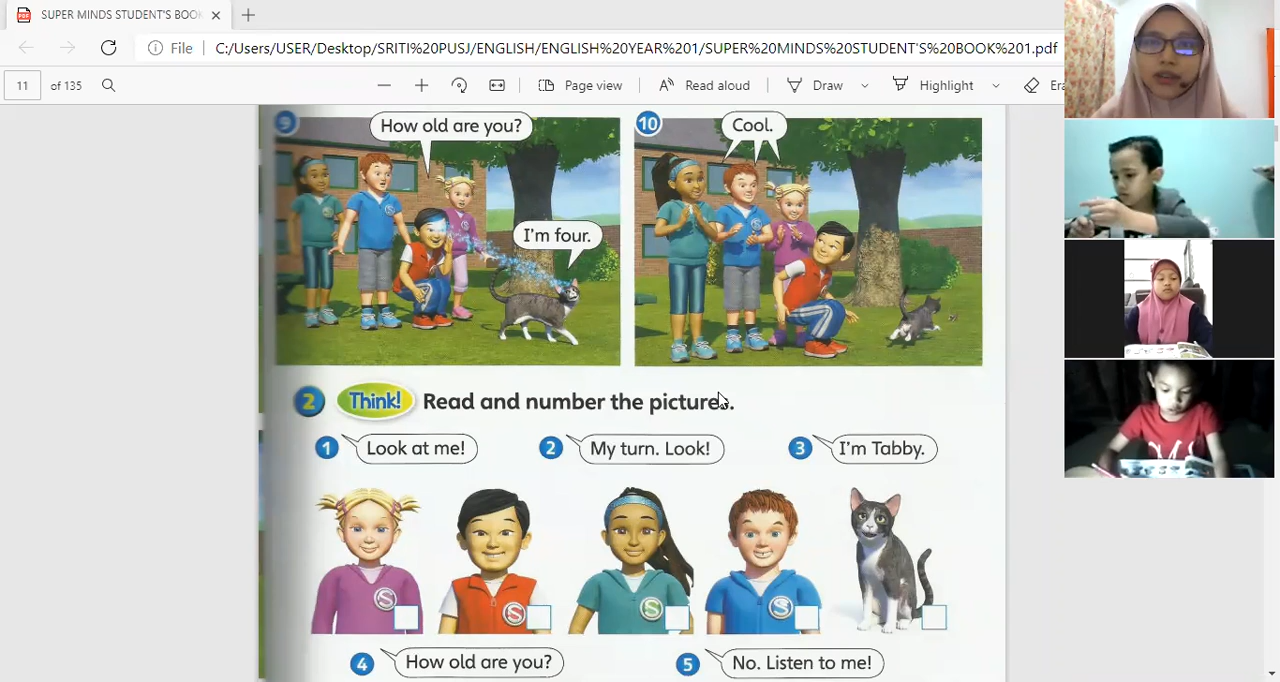 SUPER MINDS STUDENT'S BOOK
File C:/Users/USER/Desktop/SRITI%20PUSJ/ENGLISH/ENGLISH%20YEAR%201/SUPER%20MINDS%20STUDENT'S%20BOOK%201.pdf
11 of 135 Page view Read aloud Draw Highlight
9 How old are you? 10 Cool.
I'm four.
2 Think! Read and number the pictures.
1 Look at me! 2 My turn. Look! 3 I'm Tabby.
S S S S
4 How old are you? 5 No. Listen to me!